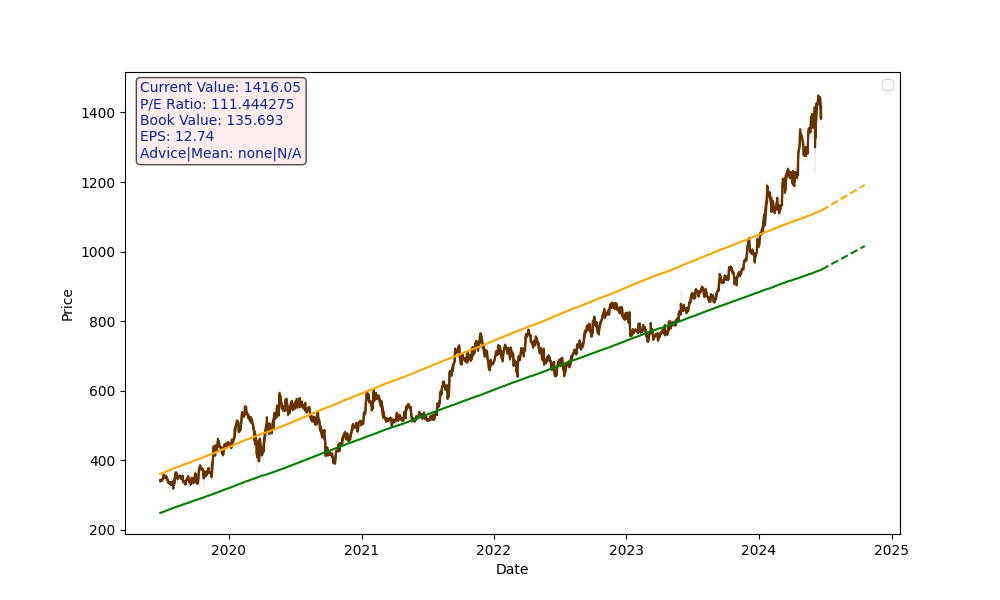 Current Value: 1416.05
P/E Ratio: 111.444275
Book Value: 135.693
EPS: 12.74
Advice|Mean: none|N/A
1400
1200
1000
800
600
400
200
Price
2020 2021 2022 2023 2024 2025
Date